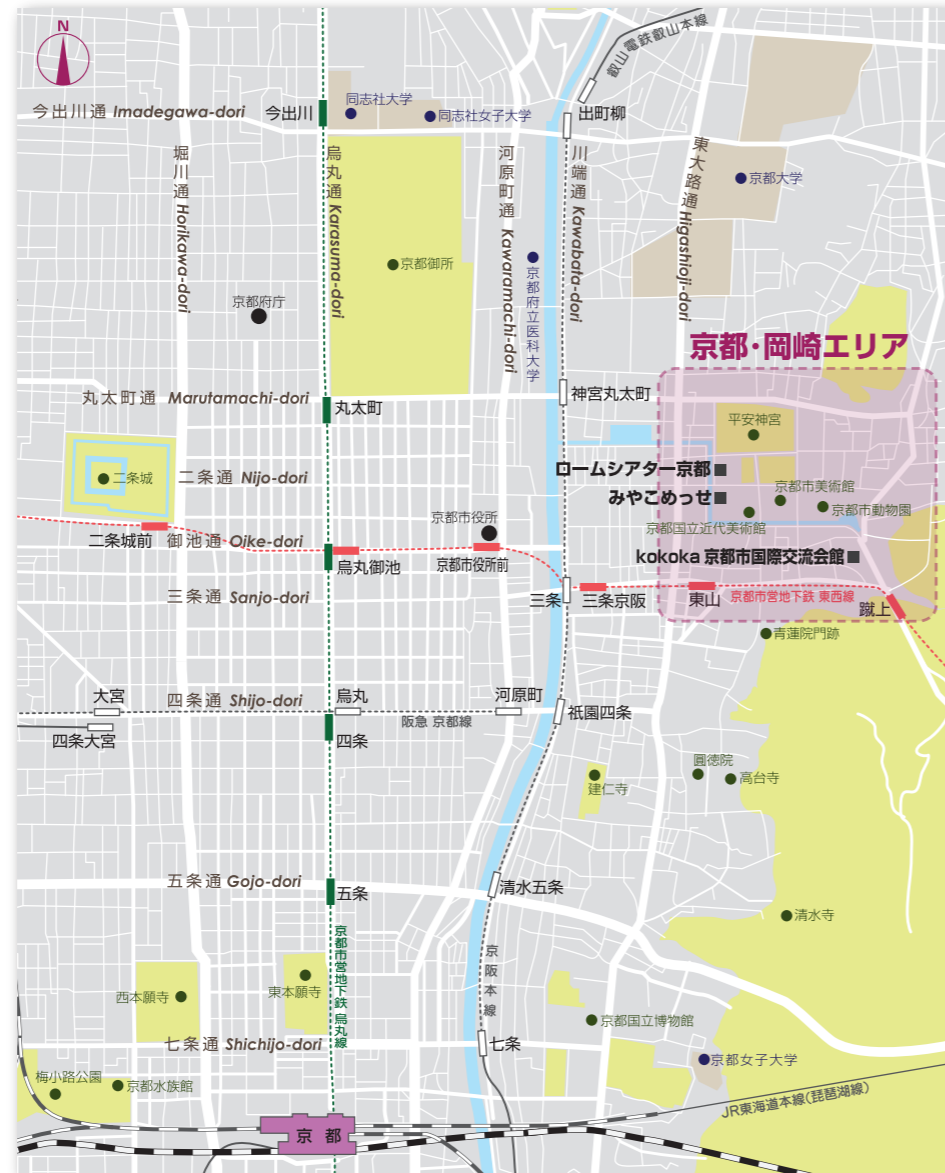 N
叡山電鉄叡山本線
今出川通 Imadegawa-dori
今出川
同志社大学
同志社女子大学
出町柳
堀川通 Horikawa-dori
烏丸通 Karasuma-dori
河原町通 Kawaramachi-dori
川端通 Kawabata-dori
東大路通 Higashioji-dori
京都大学
京都御所
京都府立医科大学
京都府庁
京都・岡崎エリア
丸太町通 Marutamachi-dori
丸太町
神宮丸太町
平安神宮
二条城
二条通 Nijo-dori
ロームシアター京都
みやこめっせ
京都市美術館
京都市動物園
京都国立近代美術館
京都市役所
二条城前
御池通 Oike-dori
烏丸御池
京都市役所前
kokoka 京都市国際交流会館
三条通 Sanjo-dori
三条
三条京阪
東山
京都市営地下鉄 東西線
蹴上
青蓮院門跡
大宮
四条通 Shijo-dori
烏丸
河原町
祇園四条
四条大宮
四条
阪急 京都線
建仁寺
圓徳院
高台寺
五条通 Gojo-dori
五条
清水五条
清水寺
京都市営地下鉄 烏丸線
京阪本線
西本願寺
東本願寺
京都国立博物館
七条通 Shichijo-dori
七条
京都女子大学
梅小路公園
京都水族館
JR東海道本線(琵琶湖線)
京都